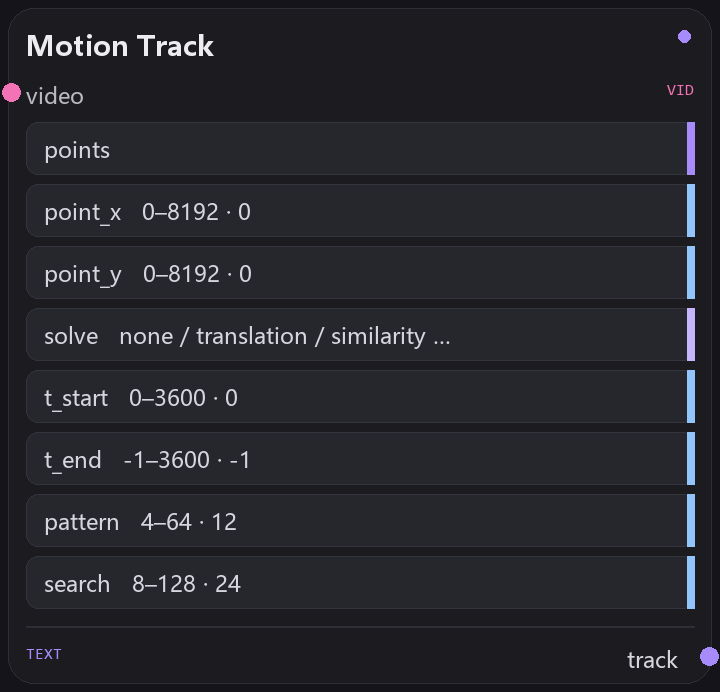 Motion Track
video VID
points
point_x 0–8192 · 0
point_y 0–8192 · 0
solve none / translation / similarity ...
t_start 0–3600 · 0
t_end -1–3600 · -1
pattern 4–64 · 12
search 8–128 · 24
TEXT track